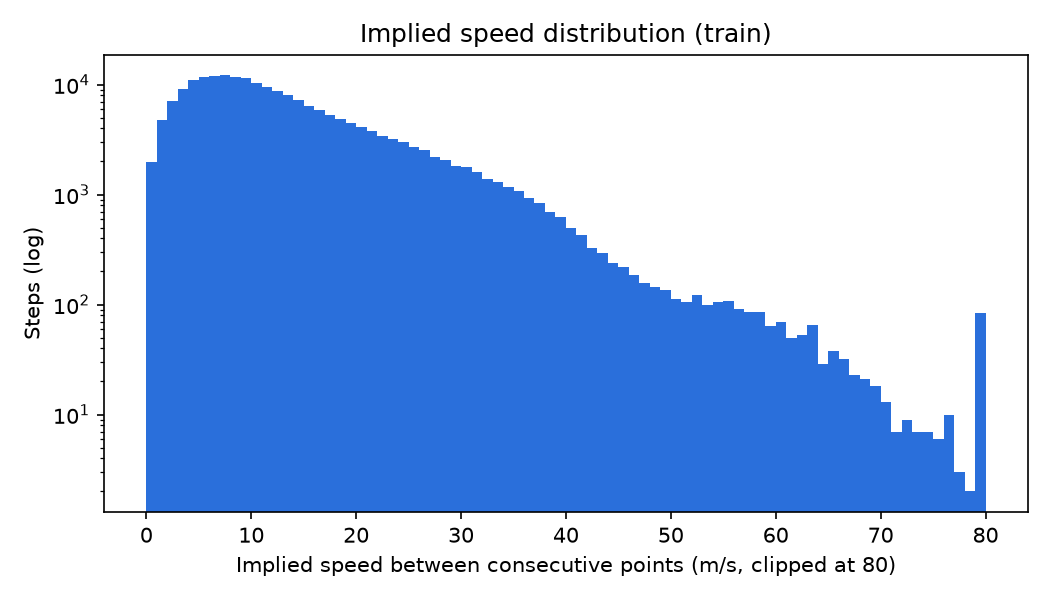 Implied speed distribution (train)
Steps (log)
10⁴
10³
10²
10¹
0 10 20 30 40 50 60 70 80
Implied speed between consecutive points (m/s, clipped at 80)